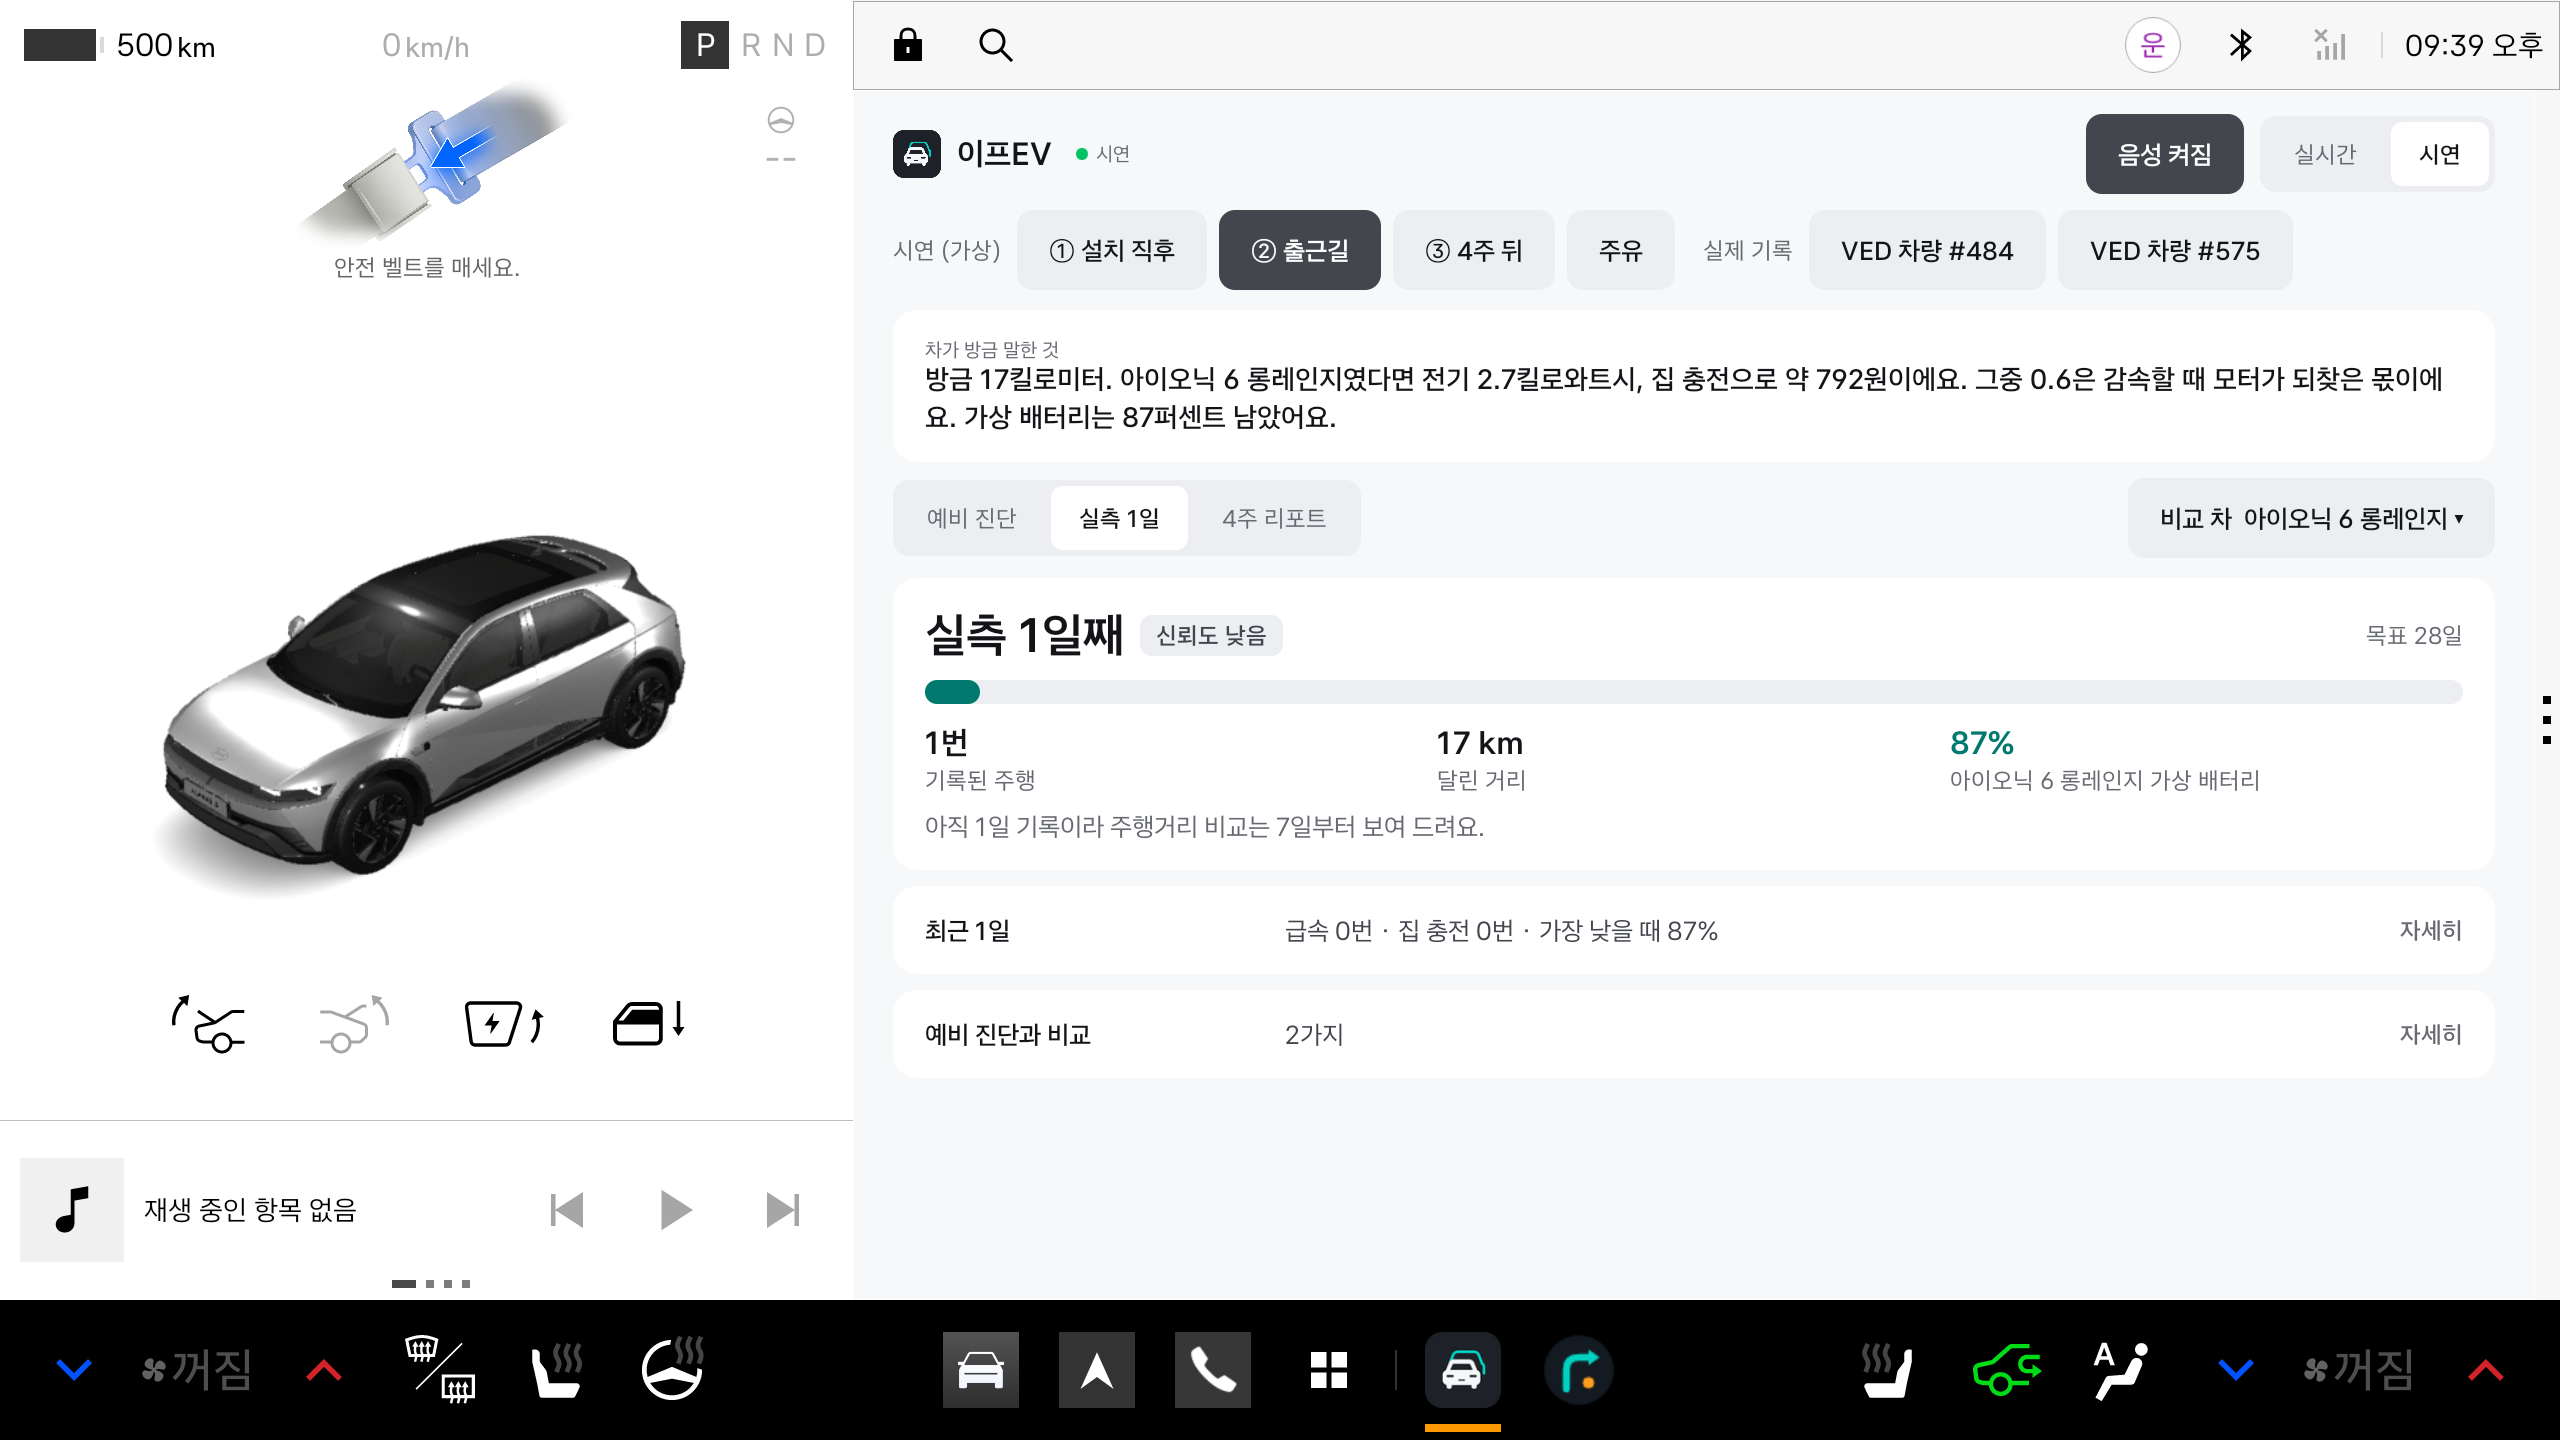 500 km
0 km/h
P R N D
운
09:39 오후
안전 벨트를 매세요.
이프EV
시연
음성 켜짐
실시간
시연
시연 (가상)
① 설치 직후
② 출근길
③ 4주 뒤
주유
실제 기록
VED 차량 #484
VED 차량 #575
차가 방금 말한 것
방금 17킬로미터. 아이오닉 6 롱레인지였다면 전기 2.7킬로와트시, 집 충전으로 약 792원이에요. 그중 0.6은 감속할 때 모터가 되찾은 몫이에
요. 가상 배터리는 87퍼센트 남았어요.
예비 진단
실측 1일
4주 리포트
비교 차 아이오닉 6 롱레인지 ▾
실측 1일째
신뢰도 낮음
목표 28일
1번
기록된 주행
17 km
달린 거리
87%
아이오닉 6 롱레인지 가상 배터리
아직 1일 기록이라 주행거리 비교는 7일부터 보여 드려요.
최근 1일
급속 0번 · 집 충전 0번 · 가장 낮을 때 87%
자세히
예비 진단과 비교
2가지
자세히
재생 중인 항목 없음
꺼짐
A
꺼짐